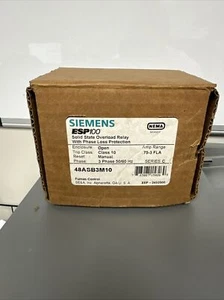 SIEMENS
ESP100
Solid State Overload Relay
With Phase Loss Protection
NEMA
Enclosure Open Amp Range
Trip Class Class 10
Reset Manual
Phase 3 Phase 50/60 Hz SERIES C
48ASB3M10
Furnas Control